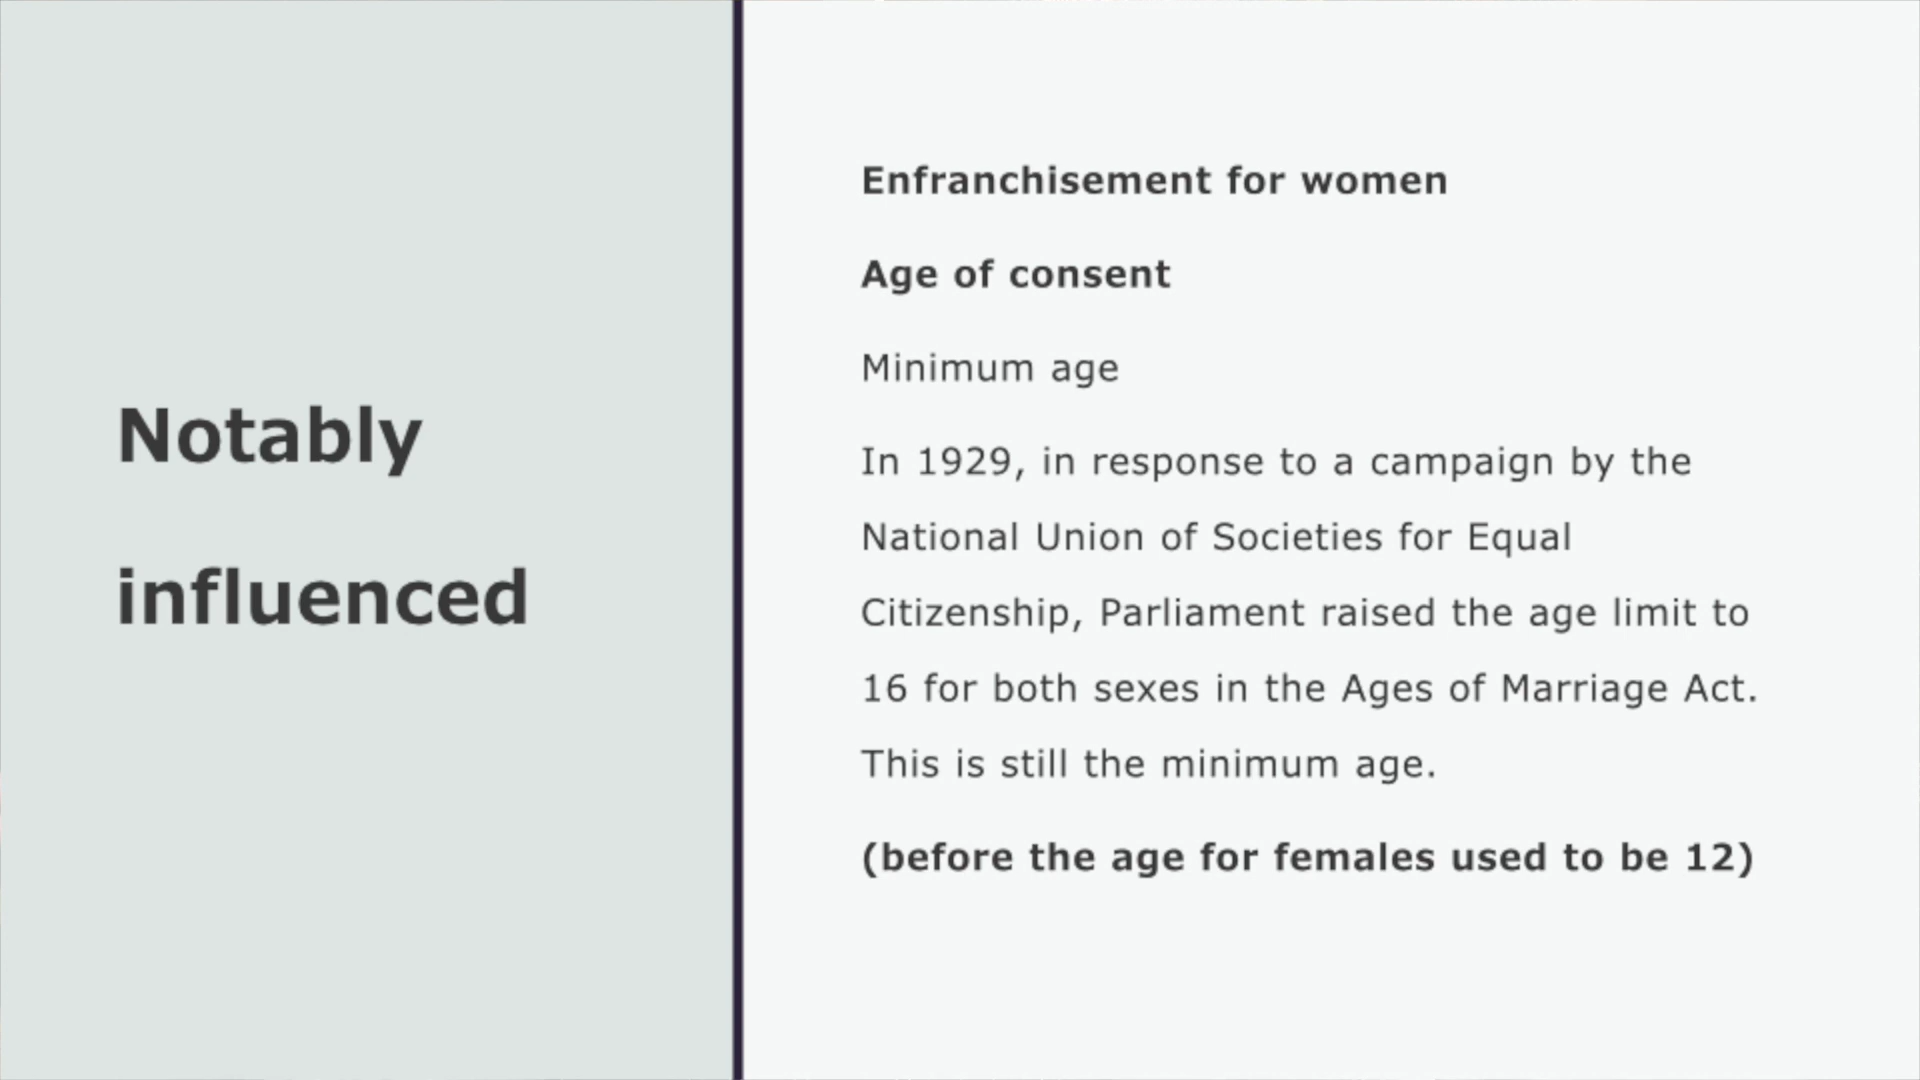 Notably
influenced
Enfranchisement for women
Age of consent
Minimum age
In 1929, in response to a campaign by the
National Union of Societies for Equal
Citizenship, Parliament raised the age limit to
16 for both sexes in the Ages of Marriage Act.
This is still the minimum age.
(before the age for females used to be 12)